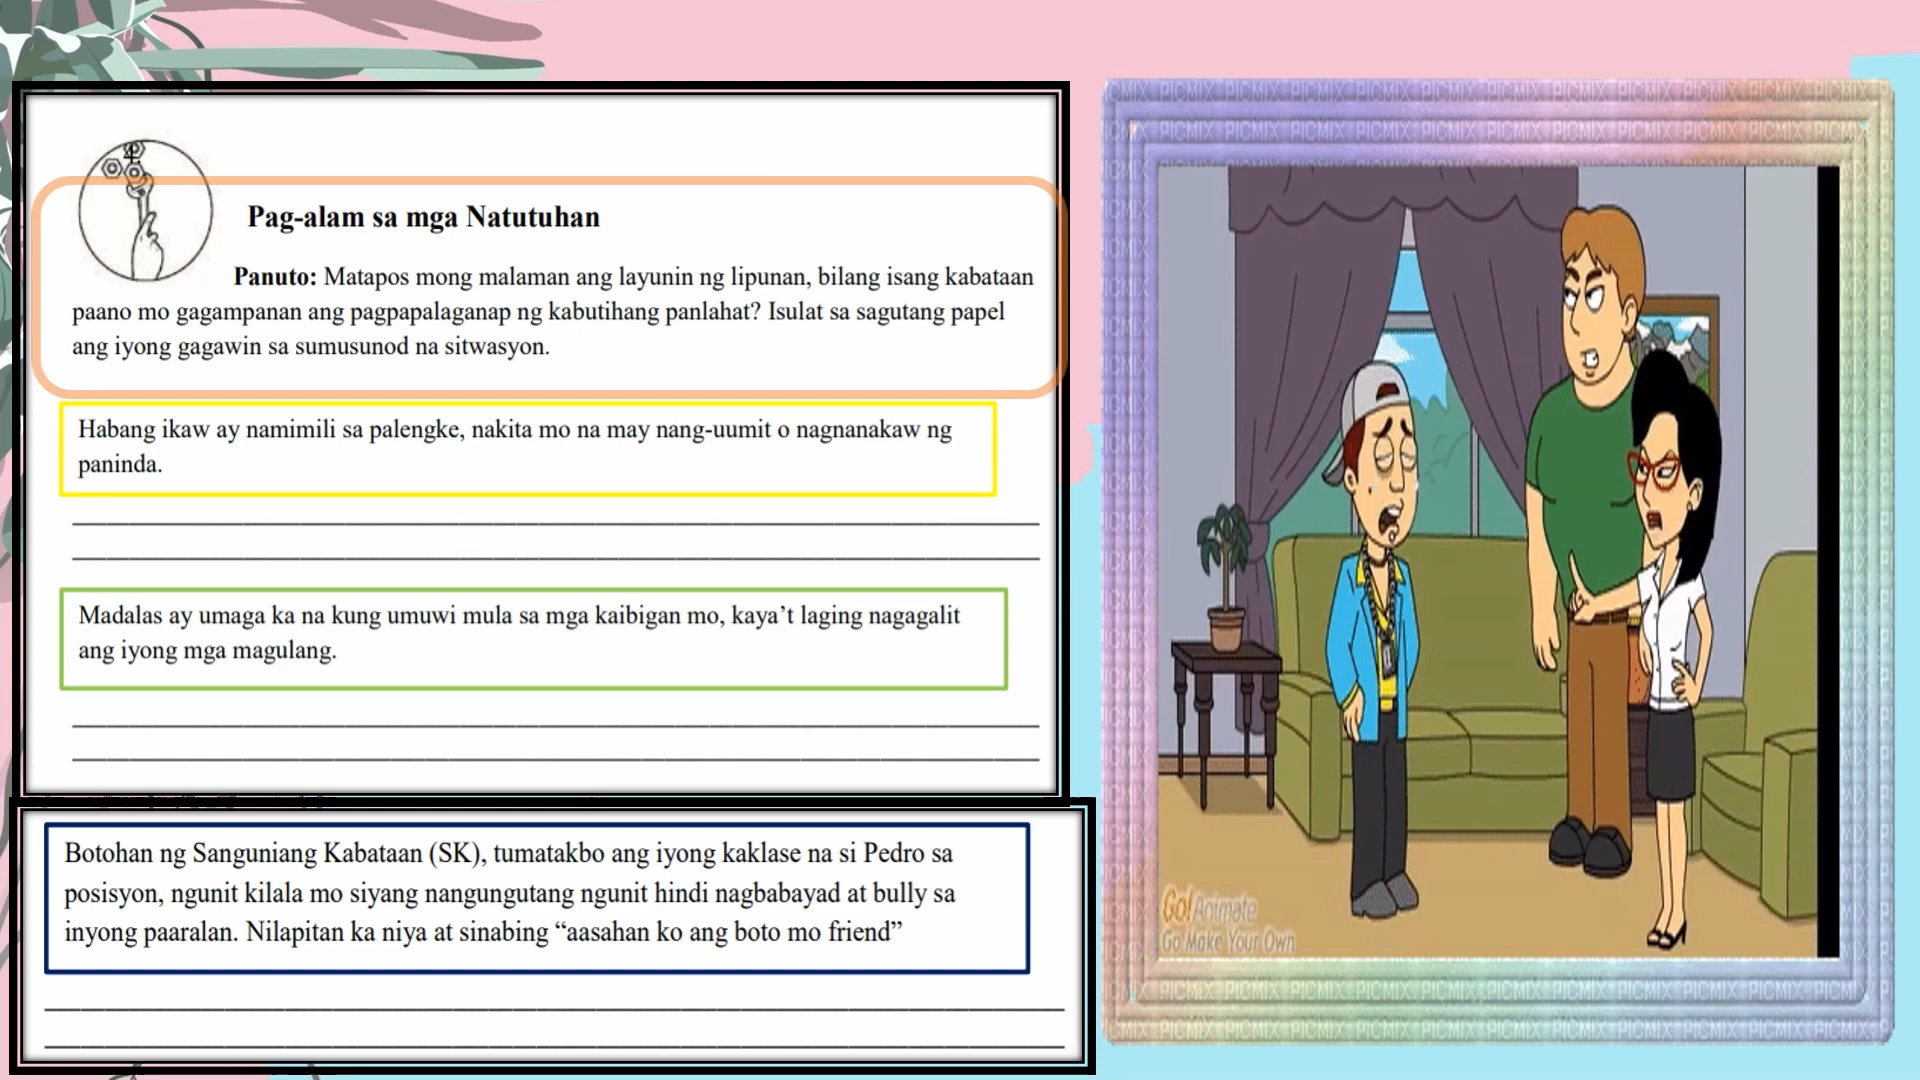 4.
Pag-alam sa mga Natutuhan
Panuto: Matapos mong malaman ang layunin ng lipunan, bilang isang kabataan
paano mo gagampanan ang pagpapalaganap ng kabutihang panlahat? Isulat sa sagutang papel
ang iyong gagawin sa sumusunod na sitwasyon.
Habang ikaw ay namimili sa palengke, nakita mo na may nang-uumit o nagnanakaw ng
paninda.
Madalas ay umaga ka na kung umuwi mula sa mga kaibigan mo, kaya’t laging nagagalit
ang iyong mga magulang.
Botohan ng Sanguniang Kabataan (SK), tumatakbo ang iyong kaklase na si Pedro sa
posisyon, ngunit kilala mo siyang nangungutang ngunit hindi nagbabayad at bully sa
inyong paaralan. Nilapitan ka niya at sinabing “aasahan ko ang boto mo friend”
Go!Animate
Go Make Your Own